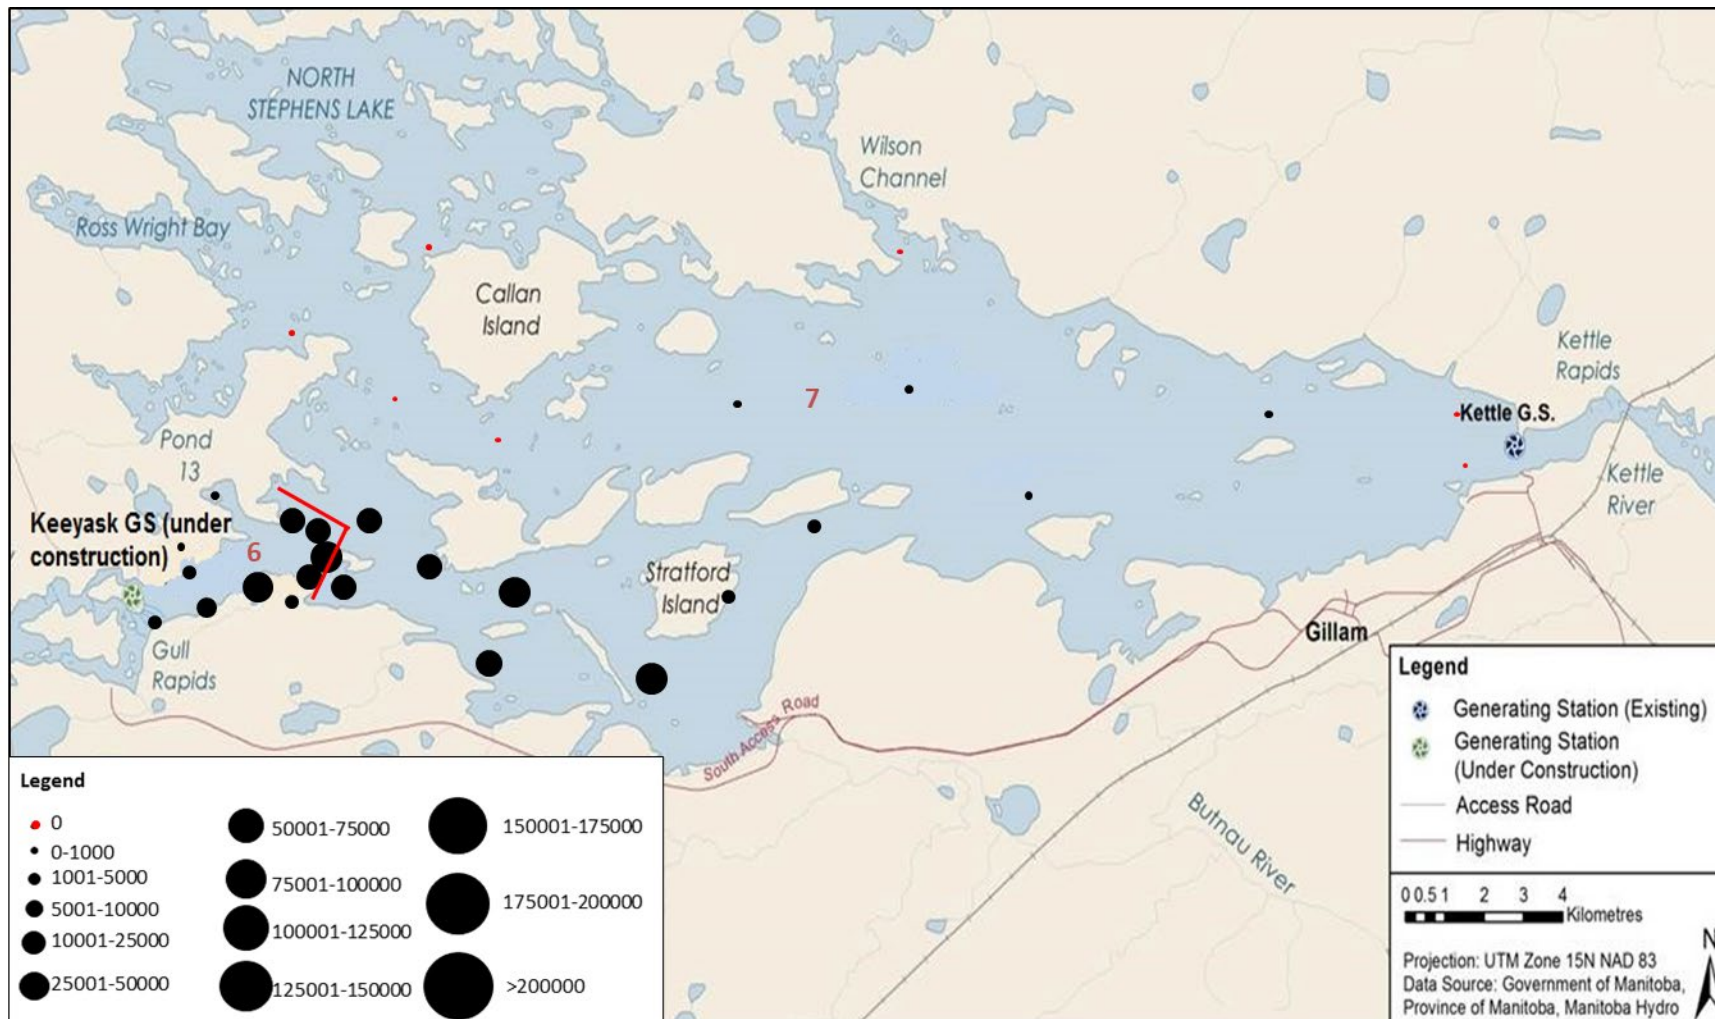 NORTH
STEPHENS LAKE
Wilson
Channel
Ross Wright Bay
Callan
Island
Kettle
Rapids
7
Kettle G.S.
Pond
13
Kettle
River
Keeyask GS (under
construction)
6
Stratford
Island
Gillam
Gull
Rapids
South Access Road
Butnau River
Legend
Generating Station (Existing)
Generating Station
(Under Construction)
Access Road
Highway
0 0.5 1 2 3 4
Kilometres
N
Projection: UTM Zone 15N NAD 83
Data Source: Government of Manitoba,
Province of Manitoba, Manitoba Hydro
Legend
0
0-1000
1001-5000
5001-10000
10001-25000
25001-50000
50001-75000
75001-100000
100001-125000
125001-150000
150001-175000
175001-200000
>200000